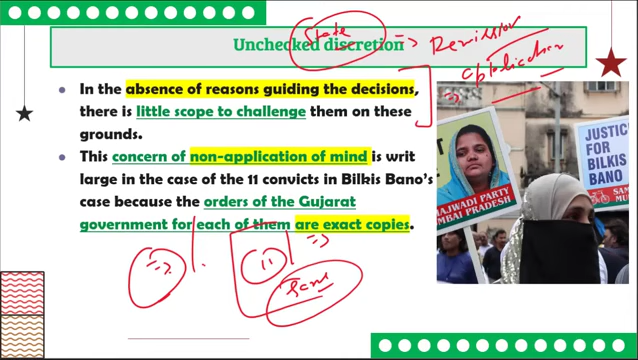 State
Unchecked discretion => Remission
application
• In the absence of reasons guiding the decisions,
there is little scope to challenge them on these
grounds.
• This concern of non-application of mind is writ
large in the case of the 11 convicts in Bilkis Bano's
case because the orders of the Gujarat
government for each of them are exact copies.
11
Same
MAJWADI PARTY
MUMBAI PRADESH
JUSTICE
FOR
BILKIS
BANO